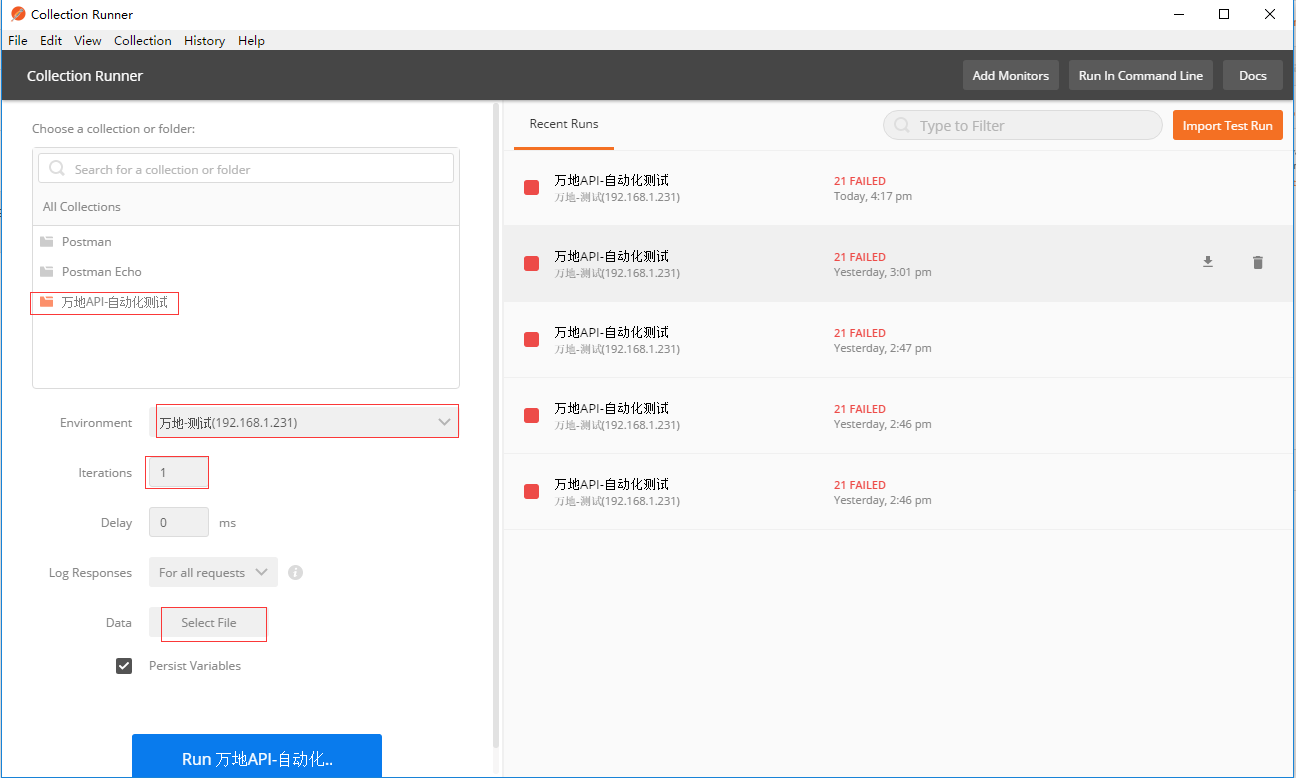 Collection Runner
File Edit View Collection History Help
Collection Runner
Add Monitors
Run In Command Line
Docs
Choose a collection or folder:
Search for a collection or folder
All Collections
Postman
Postman Echo
万地API-自动化测试
Environment 万地-测试(192.168.1.231)
Iterations 1
Delay 0 ms
Log Responses For all requests
Data Select File
Persist Variables
Run 万地API-自动化..
Recent Runs
Type to Filter
Import Test Run
万地API-自动化测试
万地-测试(192.168.1.231)
21 FAILED
Today, 4:17 pm
万地API-自动化测试
万地-测试(192.168.1.231)
21 FAILED
Yesterday, 3:01 pm
万地API-自动化测试
万地-测试(192.168.1.231)
21 FAILED
Yesterday, 2:47 pm
万地API-自动化测试
万地-测试(192.168.1.231)
21 FAILED
Yesterday, 2:46 pm
万地API-自动化测试
万地-测试(192.168.1.231)
21 FAILED
Yesterday, 2:46 pm